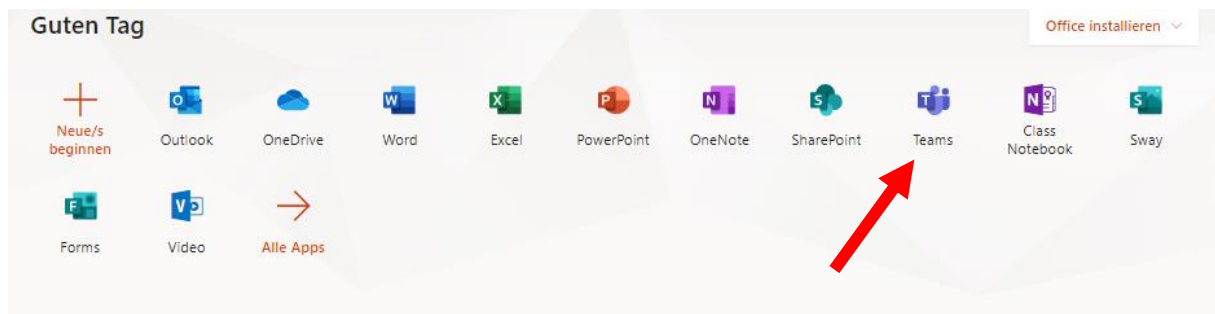 Guten Tag
Office installieren
Neue/s
beginnen
Outlook
OneDrive
Word
Excel
PowerPoint
OneNote
SharePoint
Teams
Class
Notebook
Sway
Forms
Video
Alle Apps